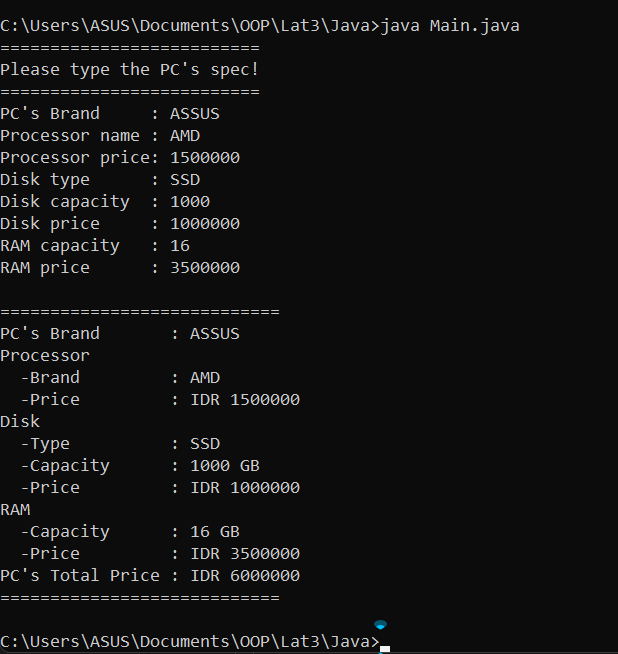 C:\Users\ASUS\Documents\OOP\Lat3\Java>java Main.java
==========================
Please type the PC's spec!
==========================
PC's Brand     : ASSUS
Processor name : AMD
Processor price: 1500000
Disk type      : SSD
Disk capacity  : 1000
Disk price     : 1000000
RAM capacity   : 16
RAM price      : 3500000
============================
PC's Brand       : ASSUS
Processor
  -Brand         : AMD
  -Price         : IDR 1500000
Disk
  -Type          : SSD
  -Capacity      : 1000 GB
  -Price         : IDR 1000000
RAM
  -Capacity      : 16 GB
  -Price         : IDR 3500000
PC's Total Price : IDR 6000000
============================
C:\Users\ASUS\Documents\OOP\Lat3\Java>